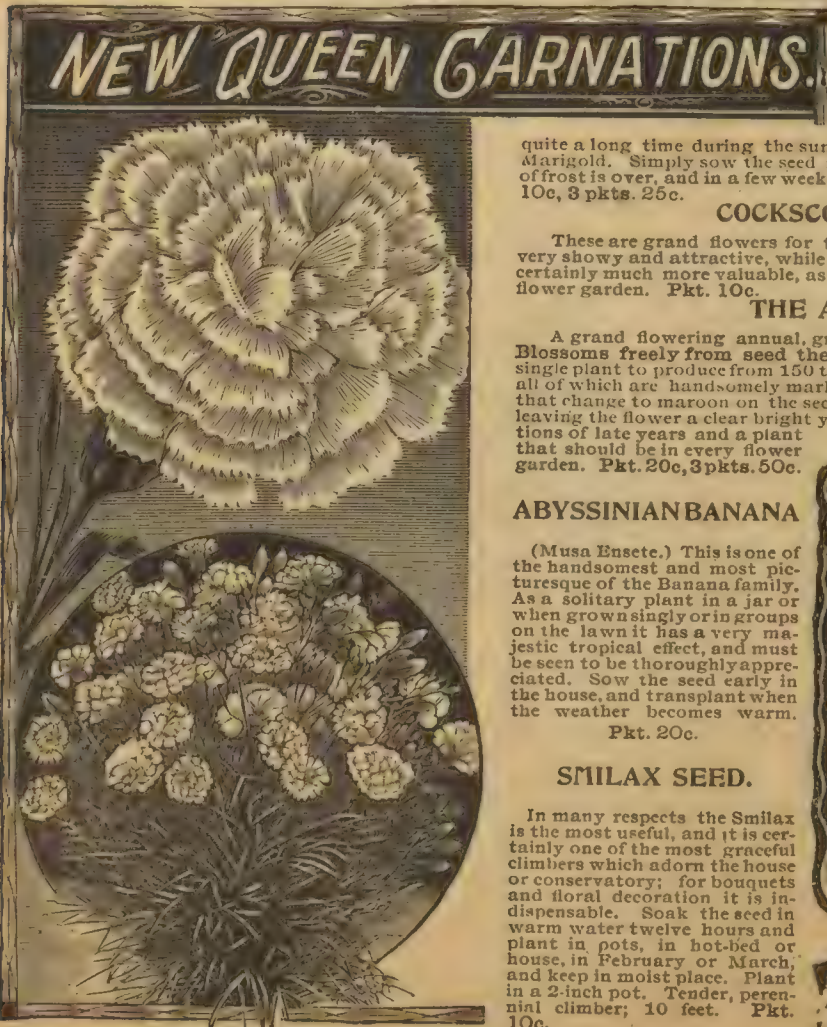 NEW QUEEN CARNATIONS.
quite a long time during the sur
Marigold. Simply sow the seed
of frost is over, and in a few week
10c, 3 pkts. 25c.
COCKSCO
These are grand flowers for t
very showy and attractive, while
certainly much more valuable, as
flower garden. Pkt. 10c.
THE A
A grand flowering annual, gr
Blossoms freely from seed the
single plant to produce from 150 t
all of which are handsomely mark
that change to maroon on the sec
leaving the flower a clear bright y
tions of late years and a plant
that should be in every flower
garden. Pkt. 20c, 3 pkts. 50c.
ABYSSINIAN BANANA
(Musa Ensete.) This is one of
the handsomest and most pic-
turesque of the Banana family.
As a solitary plant in a jar or
when grown singly or in groups
on the lawn it has a very ma-
jestic tropical effect, and must
be seen to be thoroughly appre-
ciated. Sow the seed early in
the house, and transplant when
the weather becomes warm.
Pkt. 20c.
SMILAX SEED.
In many respects the Smilax
is the most useful, and it is cer-
tainly one of the most graceful
climbers which adorn the house
or conservatory; for bouquets
and floral decoration it is in-
dispensable. Soak the seed in
warm water twelve hours and
plant in pots, in hot-bed or
house, in February or March,
and keep in moist place. Plant
in a 2-inch pot. Tender, peren-
nial climber; 10 feet. Pkt.
10c.